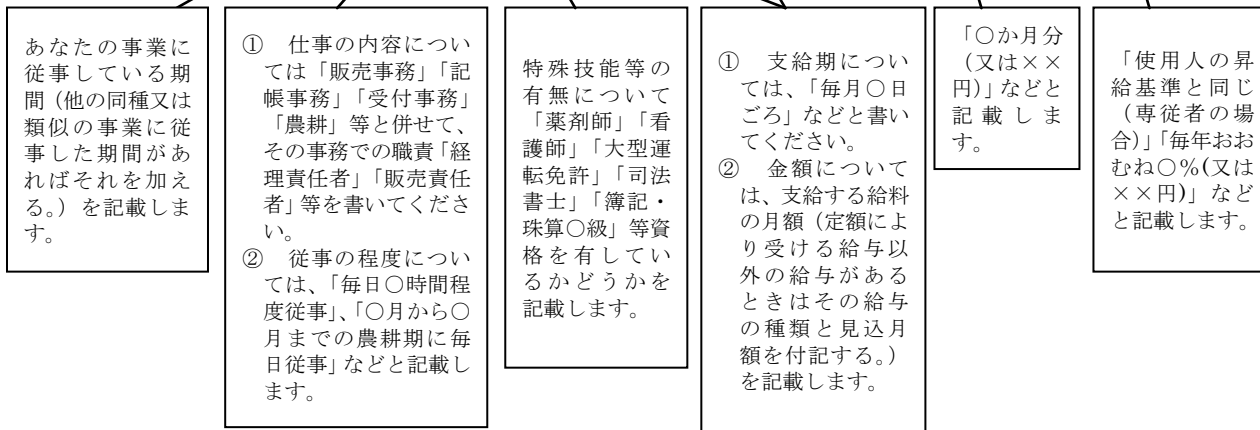 あなたの事業に
従事している期
間（他の同種又は
類似の事業に従
事した期間があ
ればそれを加え
る。）を記載しま
す。
① 仕事の内容につい
ては「販売事務」「記
帳事務」「受付事務」
「農耕」等と併せて、
その事務での職責「経
理責任者」「販売責任
者」等を書いてくださ
い。
② 従事の程度につい
ては、「毎日〇時間程
度従事」、「〇月から〇
月までの農耕期に毎
日従事」などと記載し
ます。
特殊技能等の
有無について
「薬剤師」「看
護師」「大型運
転免許」「司法
書士」「簿記・
珠算〇級」等資
格を有してい
るかどうかを
記載します。
① 支給期につい
ては、「毎月〇日
ごろ」などと書い
てください。
② 金額について
は、支給する給料
の月額（定額によ
り受ける給与以
外の給与がある
ときはその給与
の種類と見込月
額を付記する。）
を記載します。
「〇か月分
（又は××
円）」などと
記載しま
す。
「使用人の昇
給基準と同じ
（専従者の場
合）」「毎年おお
むね〇％(又は
××円)」など
と記載します。